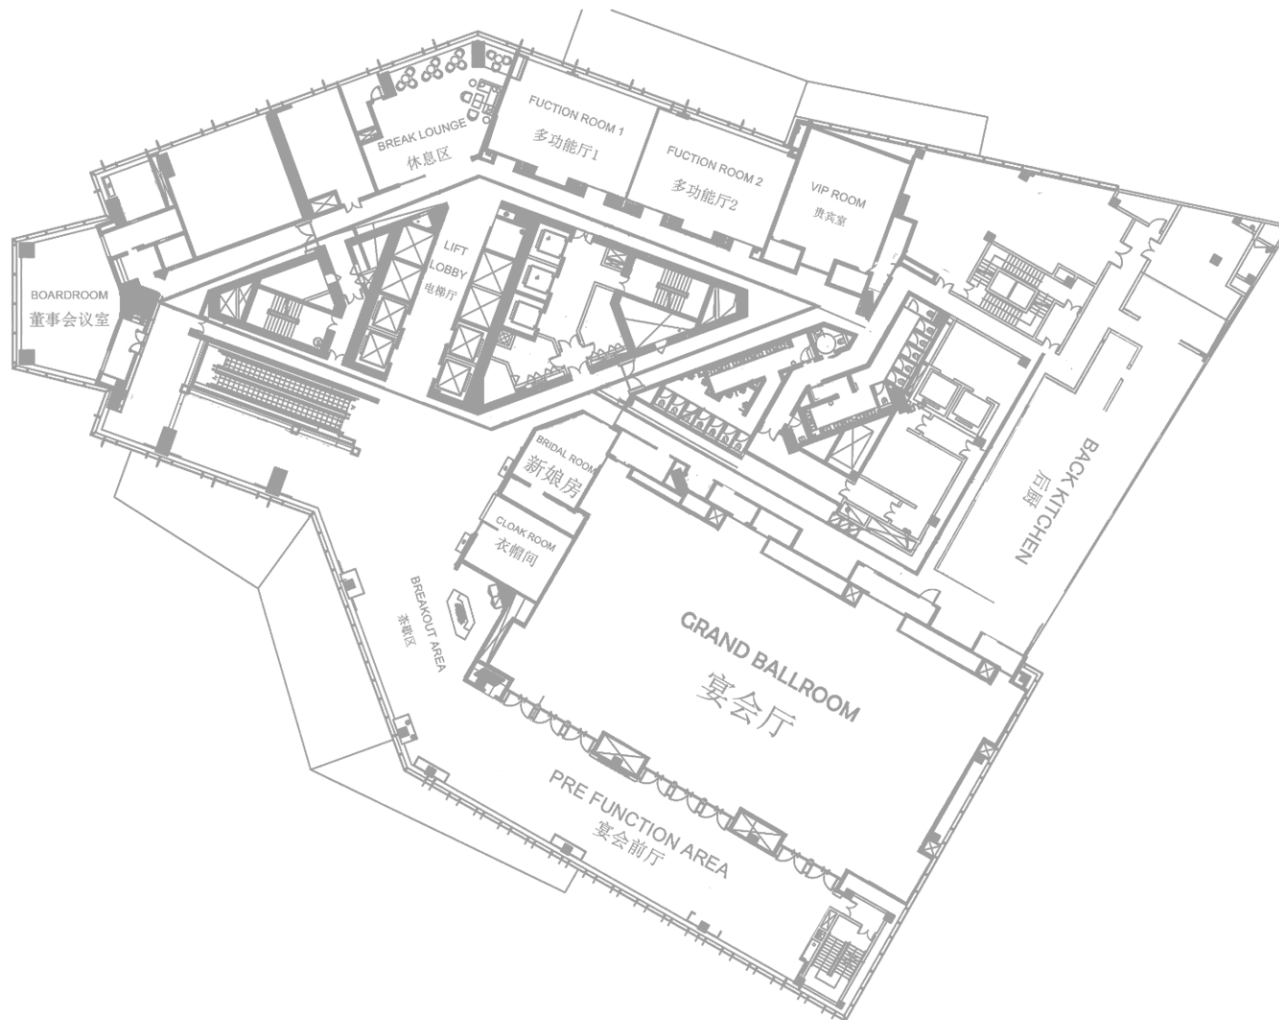 BREAK LOUNGE
休息区
FUCTION ROOM 1
多功能厅1
FUCTION ROOM 2
多功能厅2
VIP ROOM
贵宾室
LIFT
LOBBY
电梯厅
BOARDROOM
董事会议室
BRIDAL ROOM
新娘房
CLOAK ROOM
衣帽间
BACK KITCHEN
后厨
BREAKOUT AREA
茶歇区
GRAND BALLROOM
宴会厅
PRE FUNCTION AREA
宴会前厅